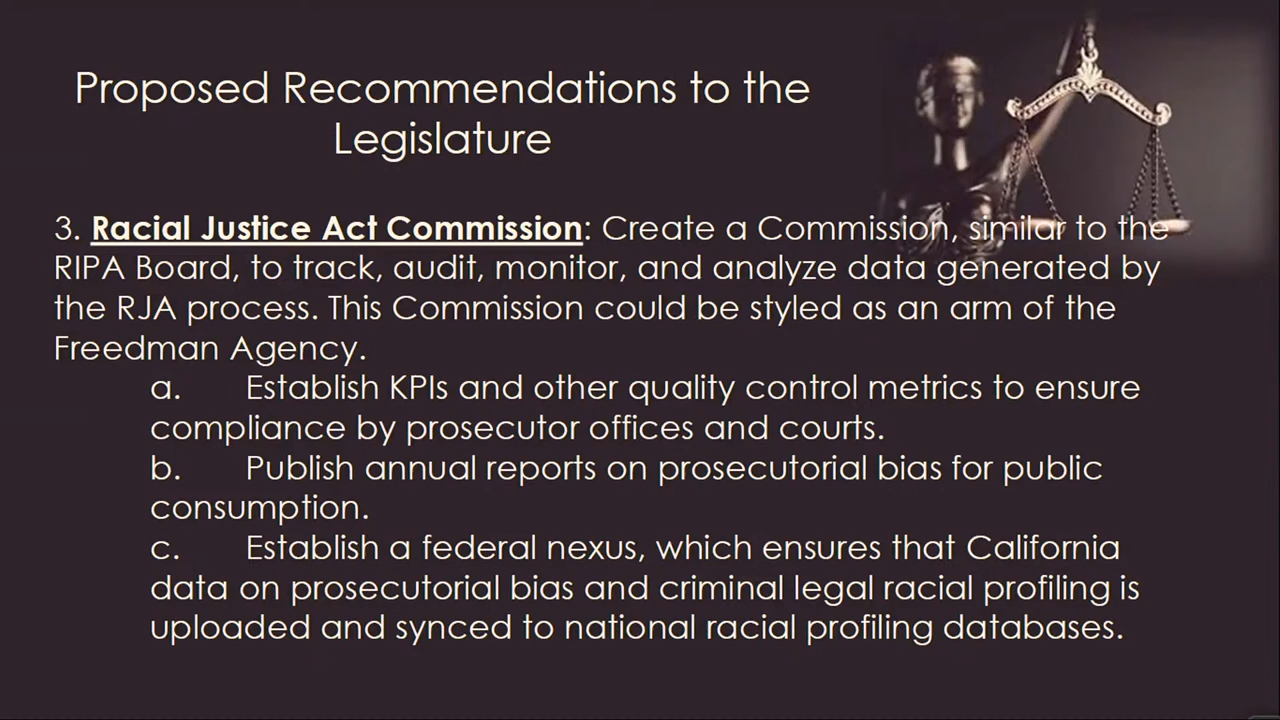 Proposed Recommendations to the
Legislature
3. Racial Justice Act Commission: Create a Commission, similar to the
RIPA Board, to track, audit, monitor, and analyze data generated by
the RJA process. This Commission could be styled as an arm of the
Freedman Agency.
a. Establish KPIs and other quality control metrics to ensure
compliance by prosecutor offices and courts.
b. Publish annual reports on prosecutorial bias for public
consumption.
c. Establish a federal nexus, which ensures that California
data on prosecutorial bias and criminal legal racial profiling is
uploaded and synced to national racial profiling databases.